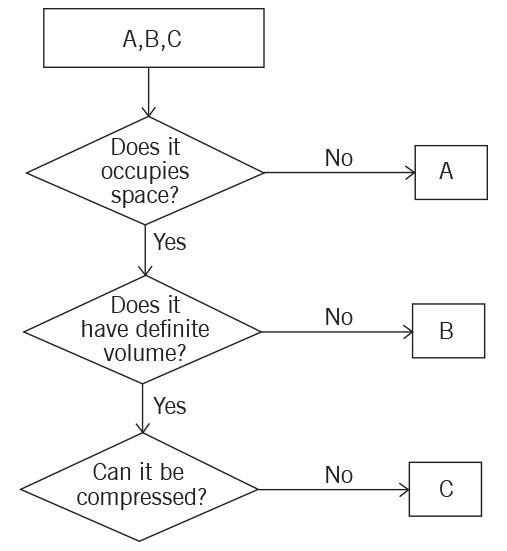 A,B,C
Does it
occupies
space?
No
A
Yes
Does it
have definite
volume?
No
B
Yes
Can it be
compressed?
No
C